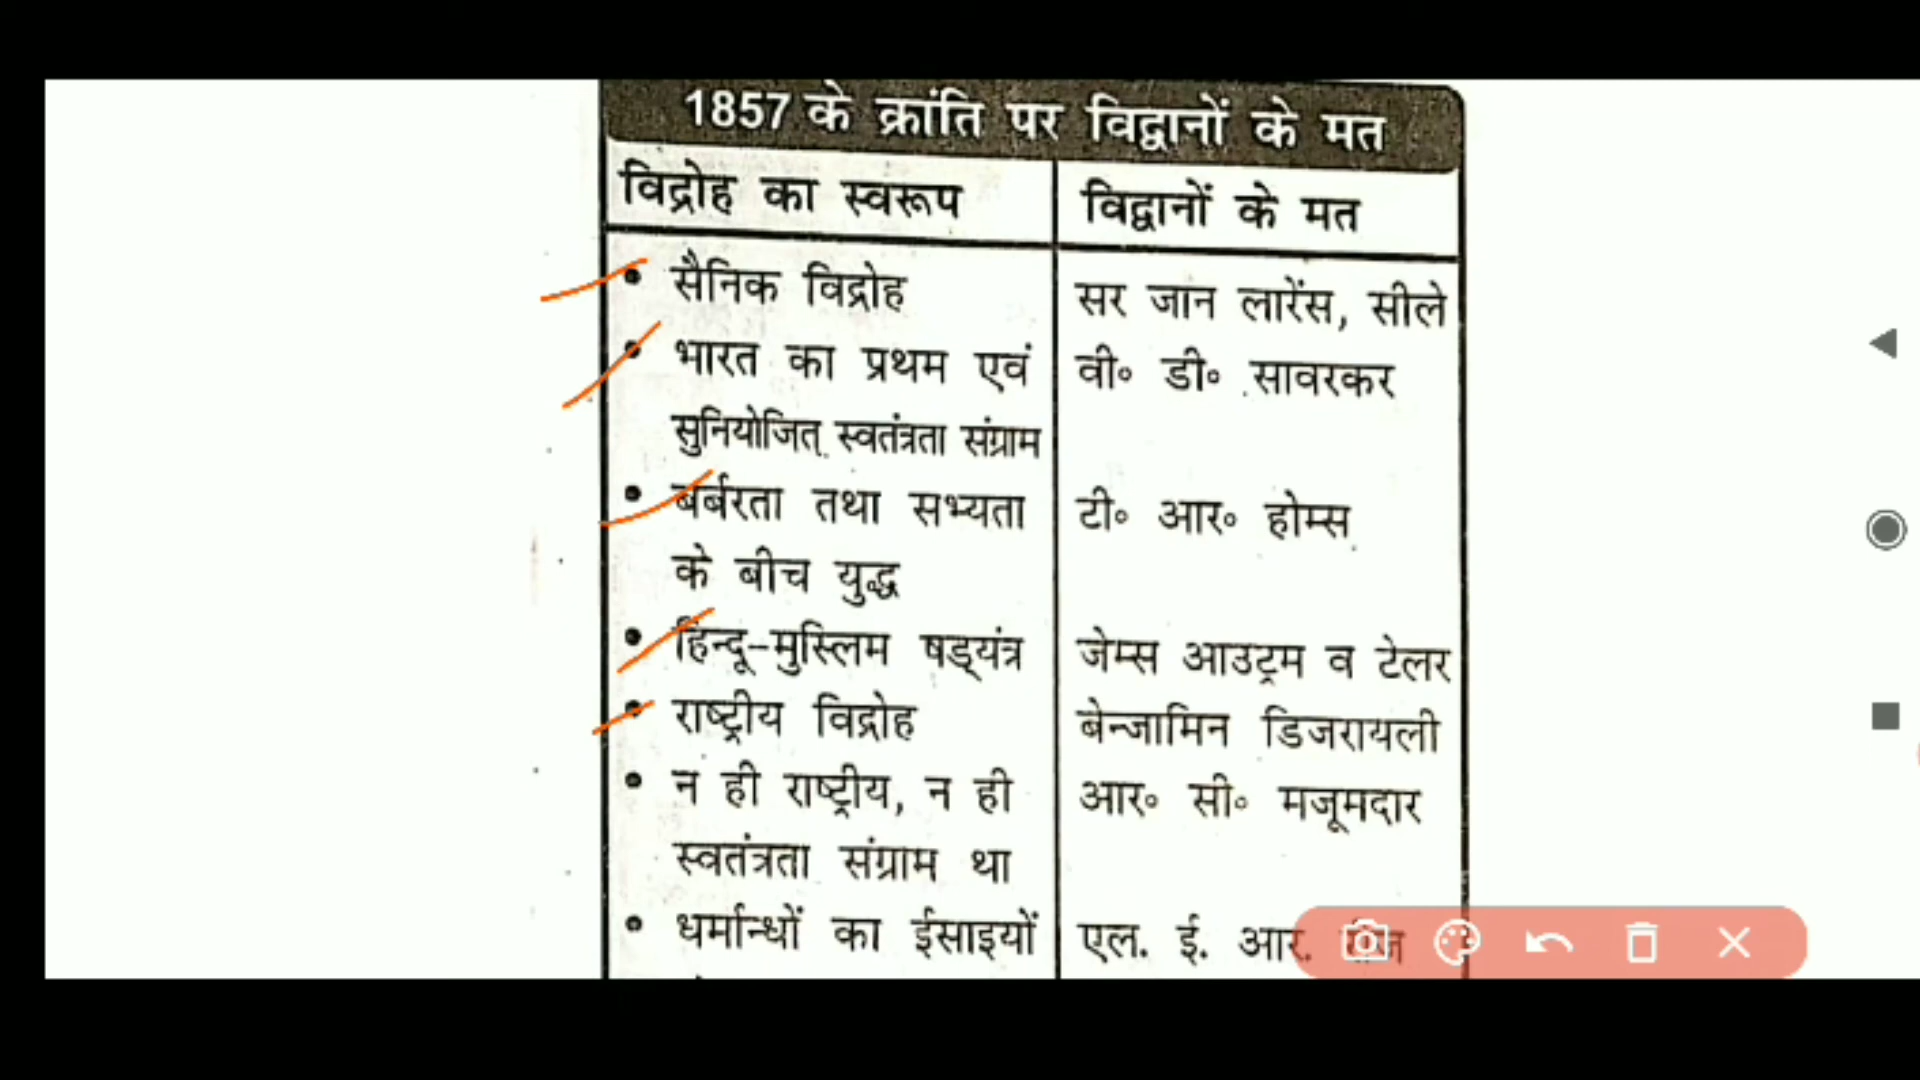 1857 के क्रांति पर विद्वानों के मत
विद्रोह का स्वरूप विद्वानों के मत
• सैनिक विद्रोह सर जान लारेंस, सीले
• भारत का प्रथम एवं वी॰ डी॰ सावरकर
सुनियोजित स्वतंत्रता संग्राम
• बर्बरता तथा सभ्यता टी॰ आर॰ होम्स
के बीच युद्ध
• हिन्दू-मुस्लिम षड्यंत्र जेम्स आउट्रम व टेलर
• राष्ट्रीय विद्रोह बेन्जामिन डिजरायली
• न ही राष्ट्रीय, न ही आर॰ सी॰ मजूमदार
स्वतंत्रता संग्राम था
• धर्मान्धों का ईसाइयों एल. ई. आर.